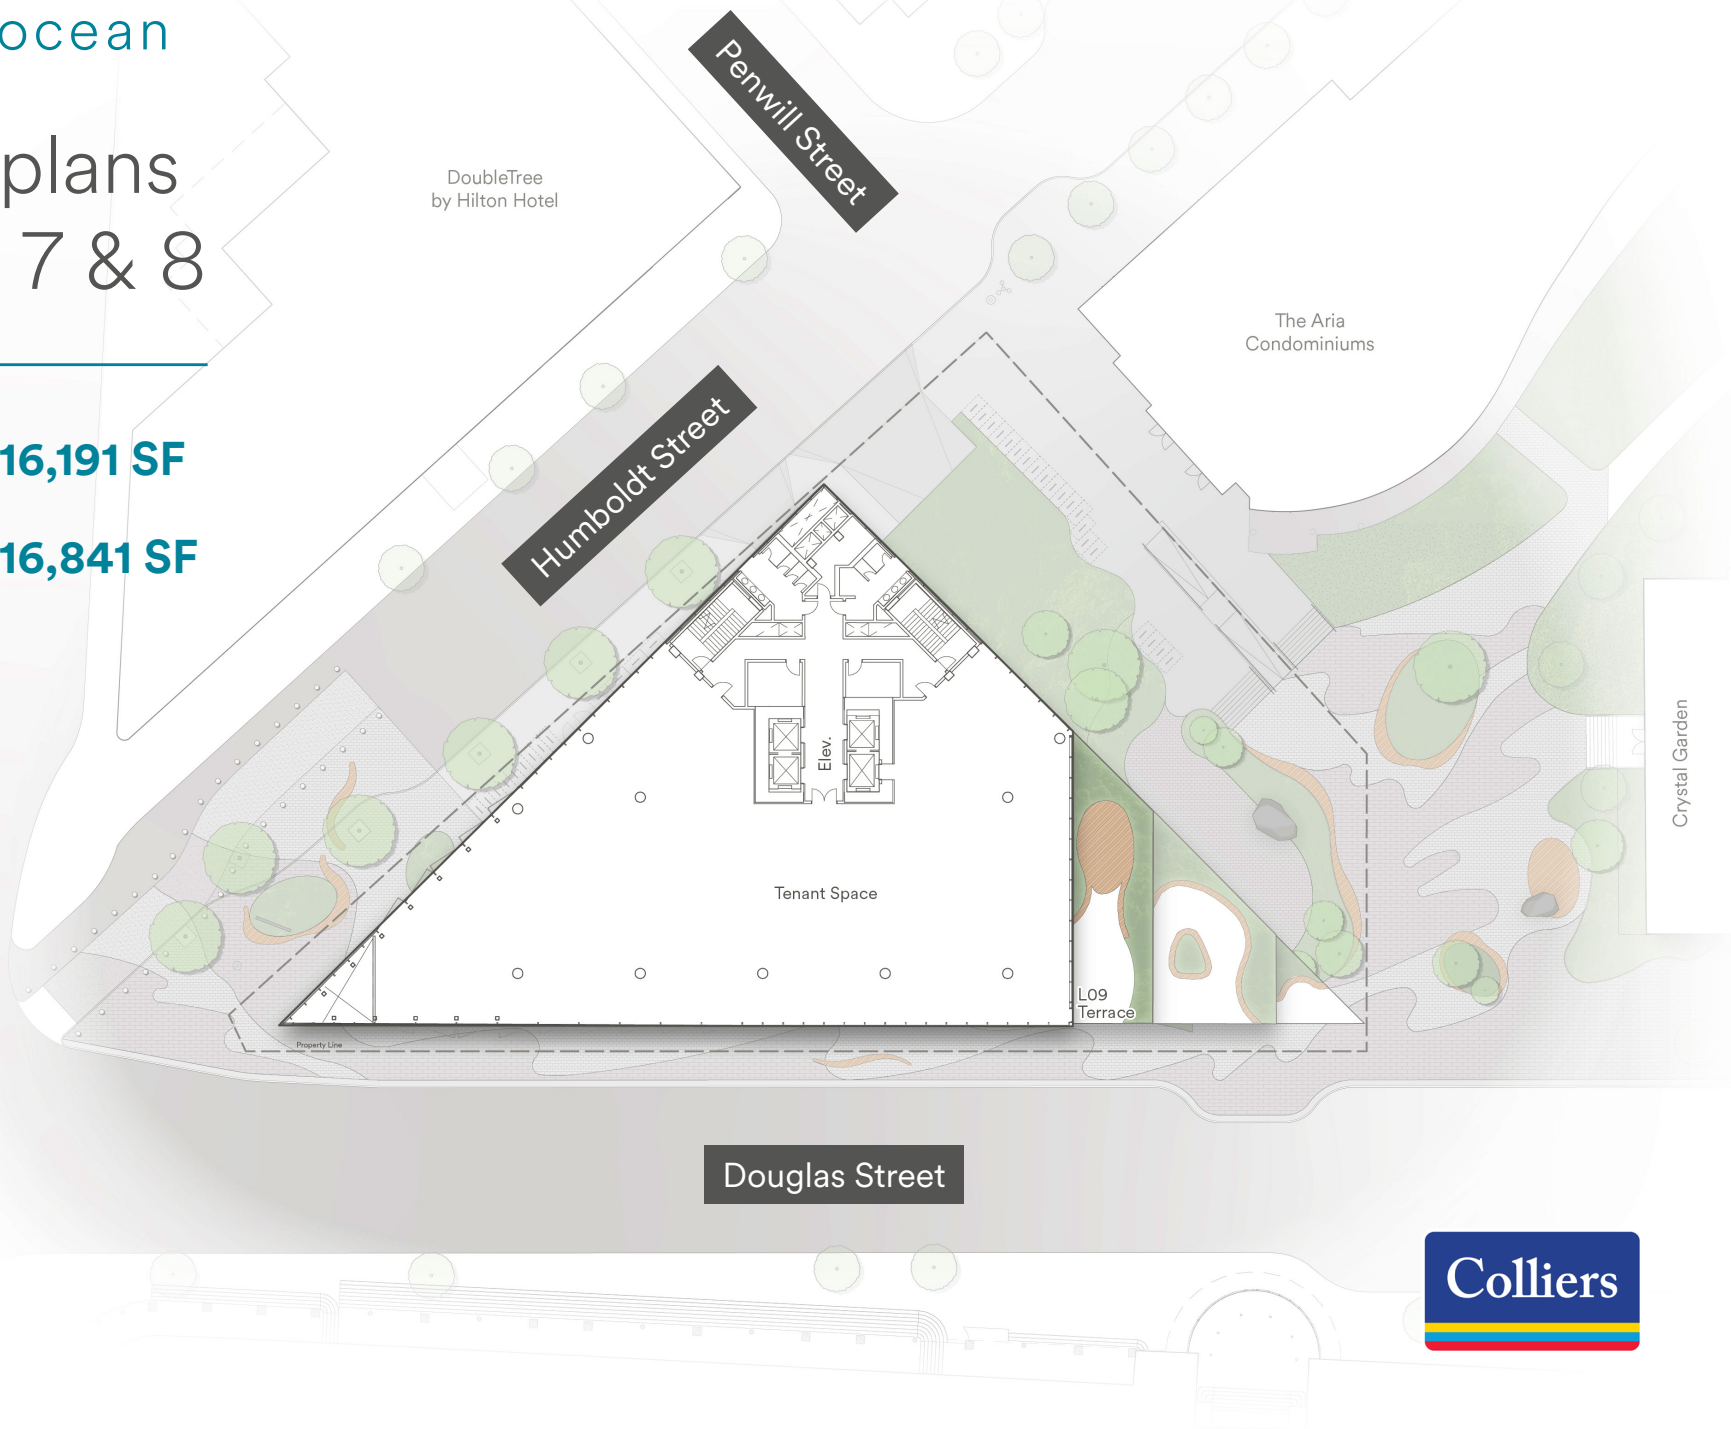 ocean
plans
7 & 8
16,191 SF
16,841 SF
Penwill Street
DoubleTree
by Hilton Hotel
The Aria
Condominiums
Humboldt Street
Elev.
Tenant Space
L09
Terrace
Crystal Garden
Property Line
Douglas Street
Colliers